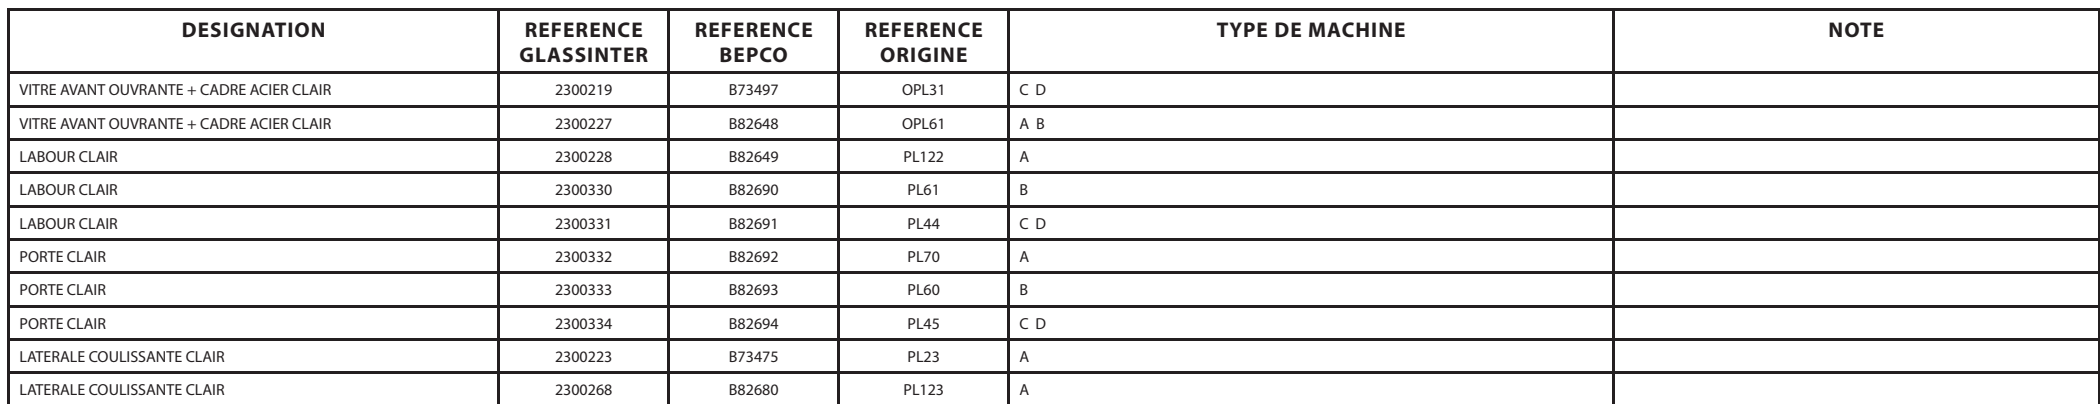 DESIGNATION REFERENCE GLASSINTER REFERENCE BEPCO REFERENCE ORIGINE TYPE DE MACHINE NOTE
VITRE AVANT OUVRANTE + CADRE ACIER CLAIR 2300219 B73497 OPL31 C D
VITRE AVANT OUVRANTE + CADRE ACIER CLAIR 2300227 B82648 OPL61 A B
LABOUR CLAIR 2300228 B82649 PL122 A
LABOUR CLAIR 2300330 B82690 PL61 B
LABOUR CLAIR 2300331 B82691 PL44 C D
PORTE CLAIR 2300332 B82692 PL70 A
PORTE CLAIR 2300333 B82693 PL60 B
PORTE CLAIR 2300334 B82694 PL45 C D
LATERALE COULISSANTE CLAIR 2300223 B73475 PL23 A
LATERALE COULISSANTE CLAIR 2300268 B82680 PL123 A